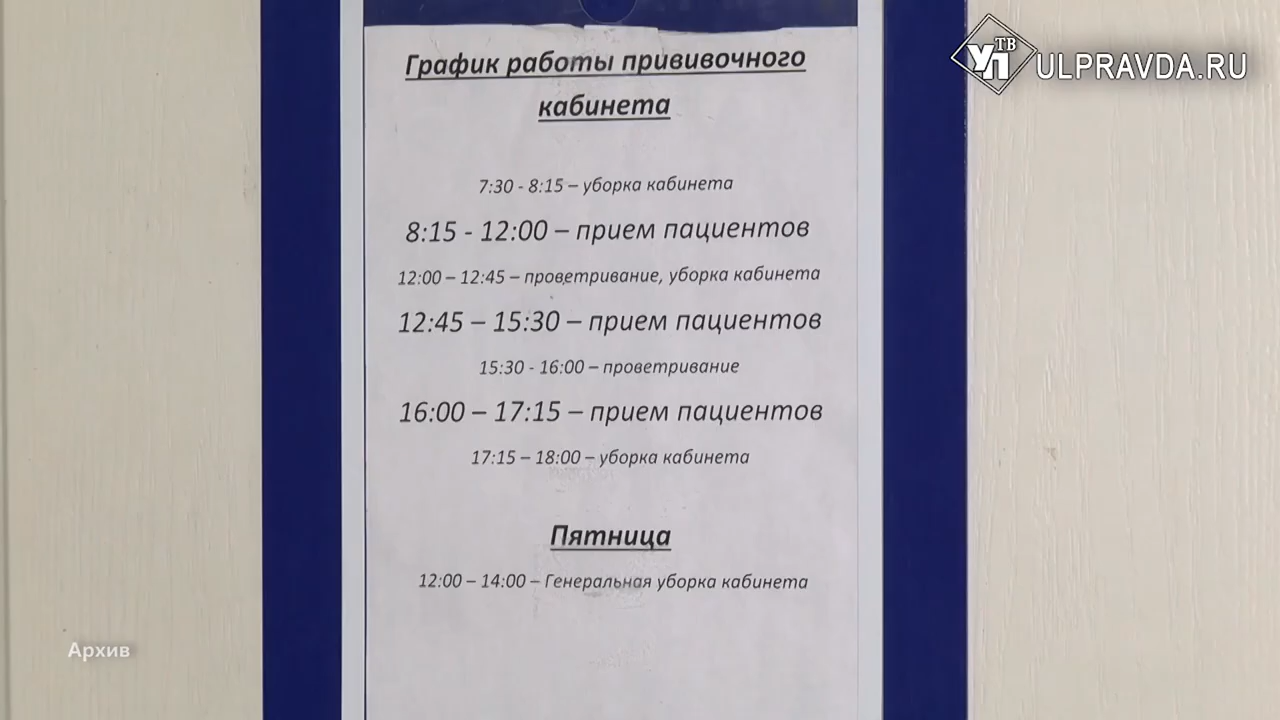 График работы прививочного
кабинета
7:30 - 8:15 – уборка кабинета
8:15 - 12:00 – прием пациентов
12:00 – 12:45 – проветривание, уборка кабинета
12:45 – 15:30 – прием пациентов
15:30 - 16:00 – проветривание
16:00 – 17:15 – прием пациентов
17:15 – 18:00 – уборка кабинета
Пятница
12:00 – 14:00 – Генеральная уборка кабинета
УП ТВ ULPRAVDA.RU
Архив